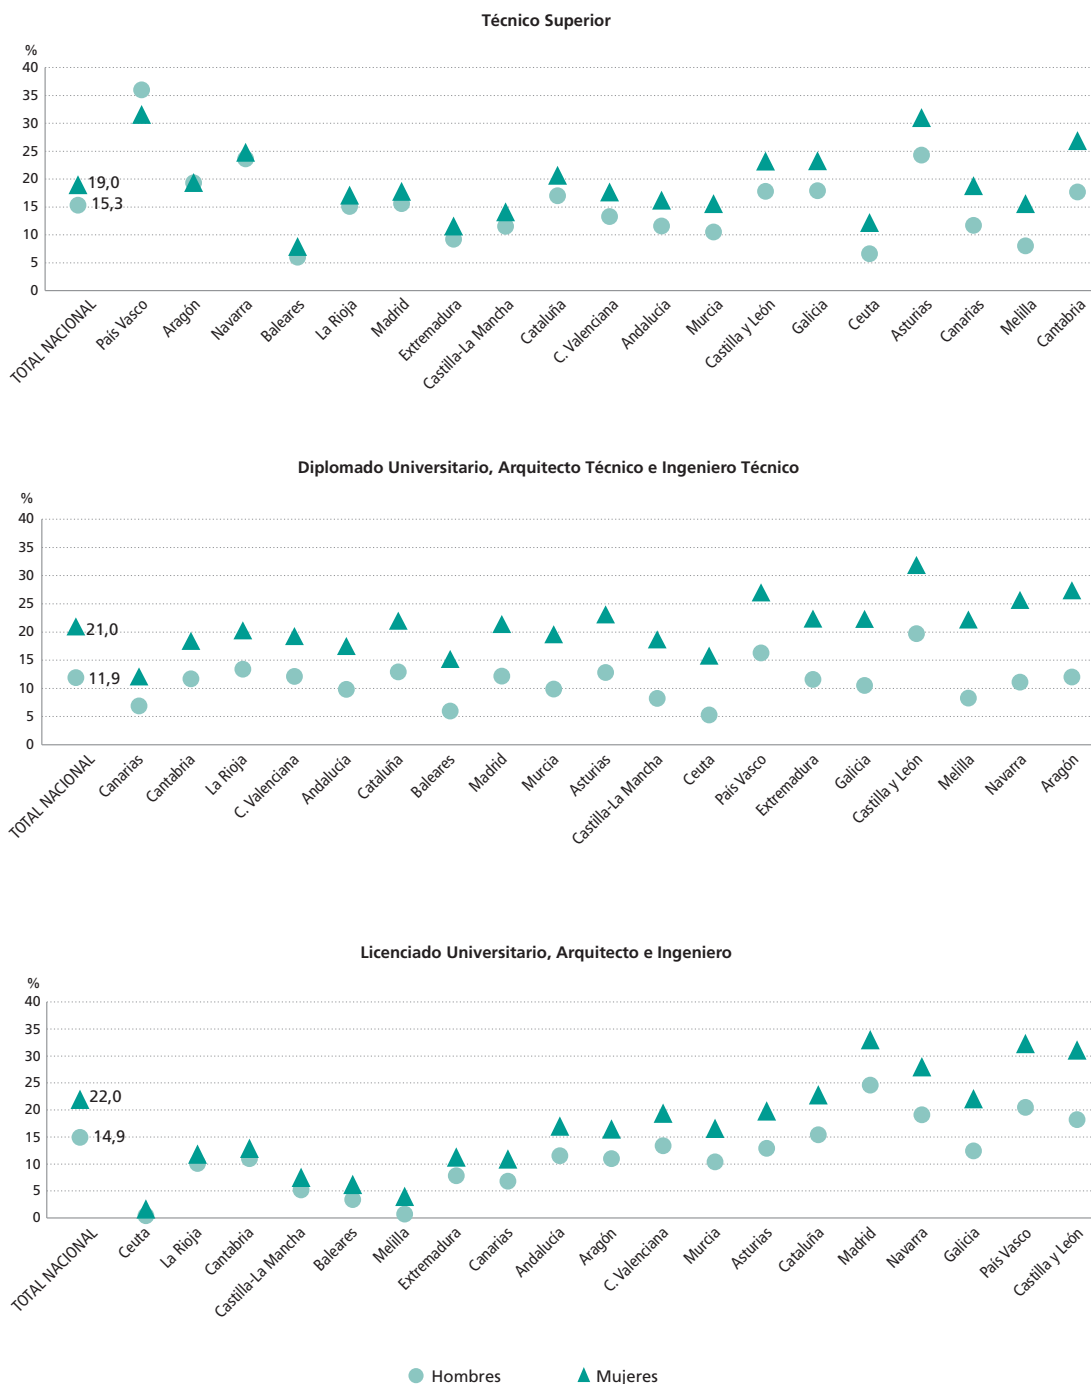 Técnico Superior
%
40
35
30
25
20
15
10
5
0
19,0
15,3
TOTAL NACIONAL
País Vasco
Aragón
Navarra
Baleares
La Rioja
Madrid
Extremadura
Castilla-La Mancha
Cataluña
C. Valenciana
Andalucía
Murcia
Castilla y León
Galicia
Ceuta
Asturias
Canarias
Melilla
Cantabria
Diplomado Universitario, Arquitecto Técnico e Ingeniero Técnico
%
40
35
30
25
20
15
10
5
0
21,0
11,9
TOTAL NACIONAL
Canarias
Cantabria
La Rioja
C. Valenciana
Andalucía
Cataluña
Baleares
Madrid
Murcia
Asturias
Castilla-La Mancha
Ceuta
País Vasco
Extremadura
Galicia
Castilla y León
Melilla
Navarra
Aragón
Licenciado Universitario, Arquitecto e Ingeniero
%
40
35
30
25
20
15
10
5
0
22,0
14,9
TOTAL NACIONAL
Ceuta
La Rioja
Cantabria
Castilla-La Mancha
Baleares
Melilla
Extremadura
Canarias
Andalucía
Aragón
C. Valenciana
Murcia
Asturias
Cataluña
Madrid
Navarra
Galicia
País Vasco
Castilla y León
Hombres
Mujeres